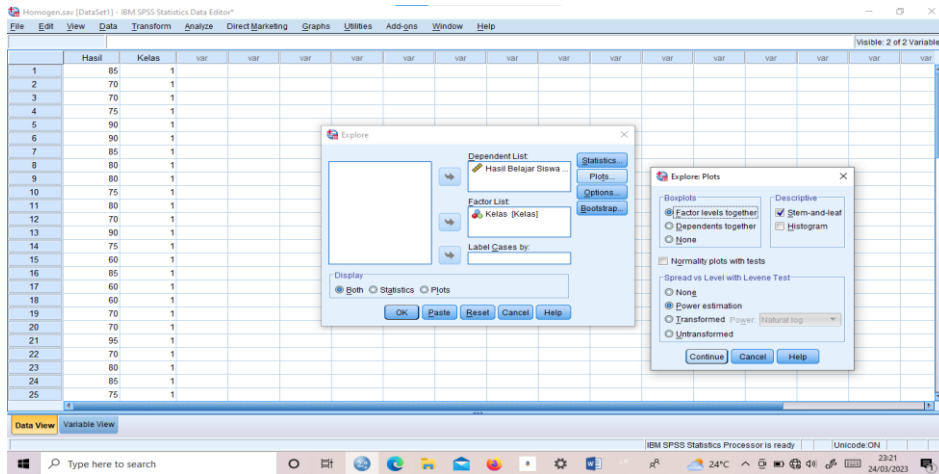 Homogen.sav [DataSet1] - IBM SPSS Statistics Data Editor*
File Edit View Data Transform Analyze Direct Marketing Graphs Utilities Add-ons Window Help
Visible: 2 of 2 Variable
Hasil Kelas var var var var var var var var var var var var var var
1 85 1
2 70 1
3 70 1
4 75 1
5 90 1
6 90 1
7 85 1
8 80 1
9 80 1
10 75 1
11 80 1
12 70 1
13 90 1
14 75 1
15 60 1
16 85 1
17 60 1
18 60 1
19 70 1
20 70 1
21 95 1
22 70 1
23 80 1
24 85 1
25 75 1
Explore
Dependent List:
Hasil Belajar Siswa ...
Factor List:
Kelas [Kelas]
Label Cases by:
Statistics...
Plots...
Options...
Bootstrap...
Display
Both Statistics Plots
OK Paste Reset Cancel Help
Explore: Plots
Boxplots
Factor levels together
Dependents together
None
Descriptive
Stem-and-leaf
Histogram
Normality plots with tests
Spread vs Level with Levene Test
None
Power estimation
Transformed Power: Natural log
Untransformed
Continue Cancel Help
Data View Variable View
IBM SPSS Statistics Processor is ready Unicode:ON
Type here to search
24°C
23:21
24/03/2023